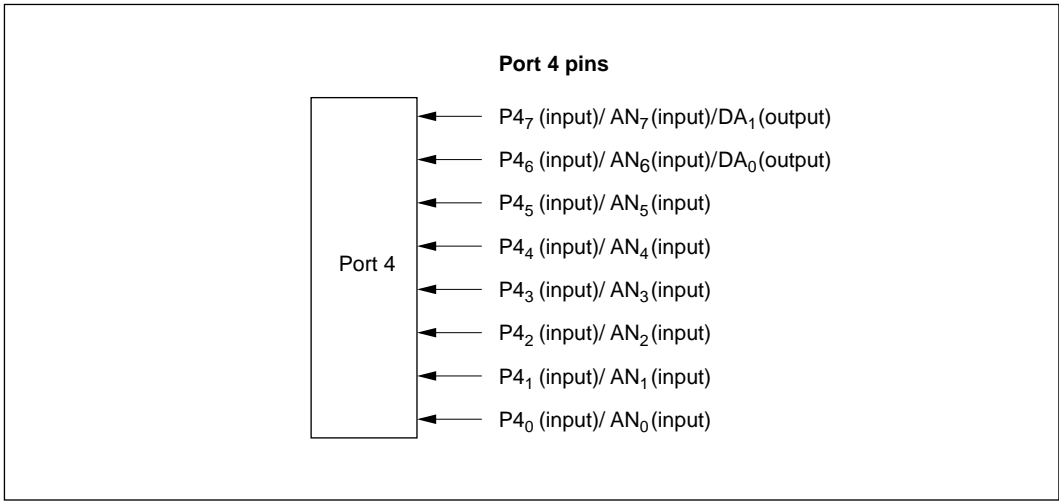 Port 4 pins
P4₇ (input)/ AN₇(input)/DA₁(output)
P4₆ (input)/ AN₆(input)/DA₀(output)
P4₅ (input)/ AN₅(input)
P4₄ (input)/ AN₄(input)
Port 4
P4₃ (input)/ AN₃(input)
P4₂ (input)/ AN₂(input)
P4₁ (input)/ AN₁(input)
P4₀ (input)/ AN₀(input)